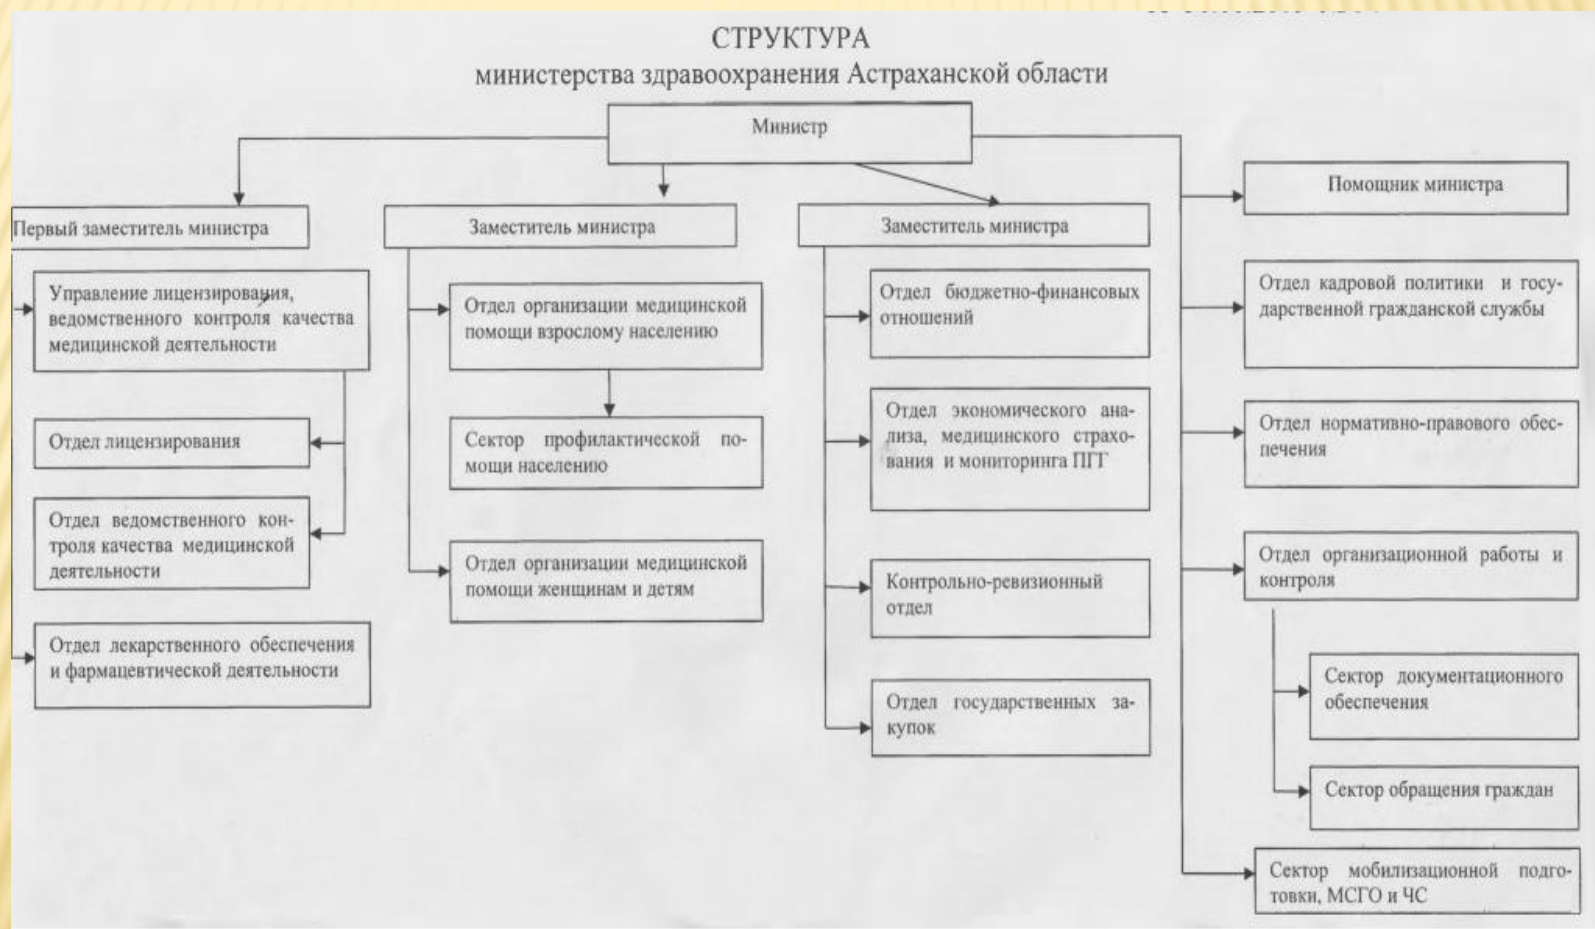 СТРУКТУРА
министерства здравоохранения Астраханской области
Министр
Первый заместитель министра
Управление лицензирования,
ведомственного контроля качества
медицинской деятельности
Отдел лицензирования
Отдел ведомственного кон-
троля качества медицинской
деятельности
Отдел лекарственного обеспечения
и фармацевтической деятельности
Заместитель министра
Отдел организации медицинской
помощи взрослому населению
Сектор профилактической по-
мощи населению
Отдел организации медицинской
помощи женщинам и детям
Заместитель министра
Отдел бюджетно-финансовых
отношений
Отдел экономического ана-
лиза, медицинского страхо-
вания и мониторинга ПГГ
Контрольно-ревизионный
отдел
Отдел государственных за-
купок
Помощник министра
Отдел кадровой политики и госу-
дарственной гражданской службы
Отдел нормативно-правового обес-
печения
Отдел организационной работы и
контроля
Сектор документационного
обеспечения
Сектор обращения граждан
Сектор мобилизационной подго-
товки, МСГО и ЧС